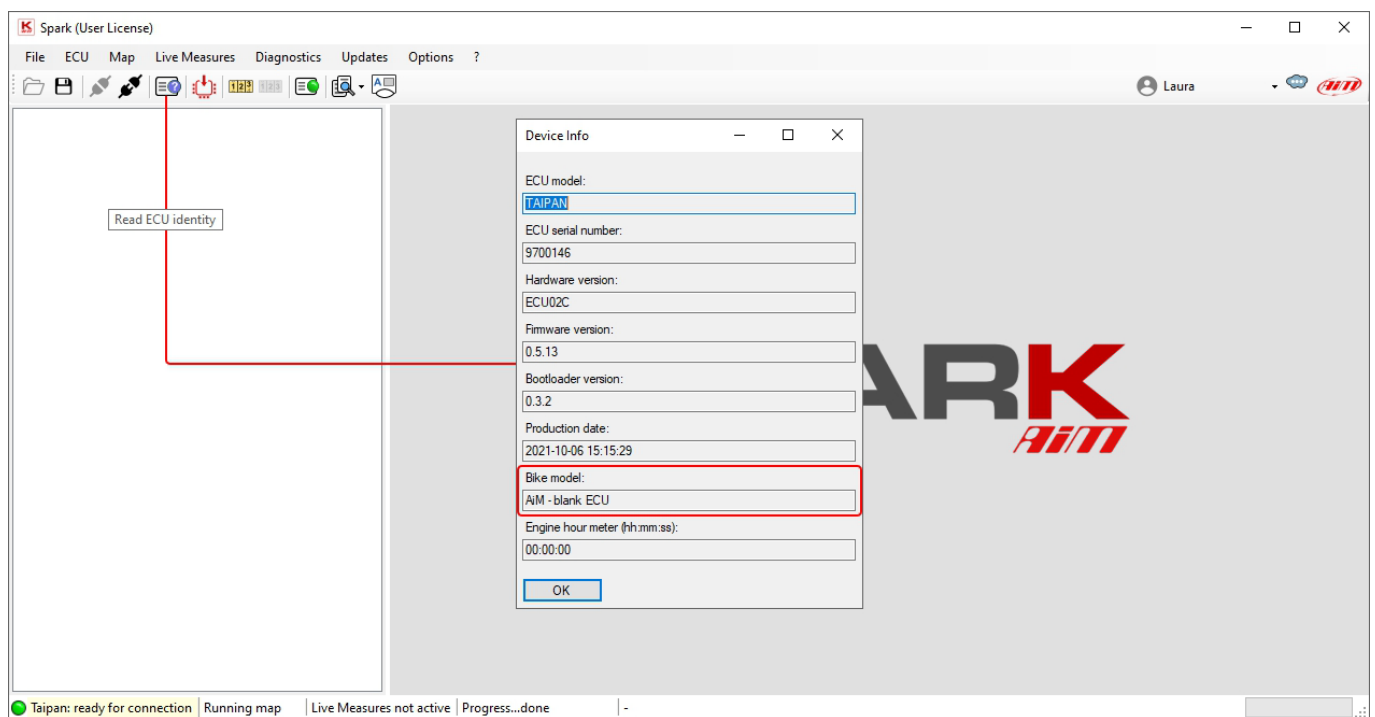 Spark (User License)
File ECU Map Live Measures Diagnostics Updates Options ?
Laura
AiM
Device Info
ECU model:
TAIPAN
Read ECU identity
ECU serial number:
9700146
Hardware version:
ECU02C
Firmware version:
0.5.13
Bootloader version:
0.3.2
ARK
AiM
Production date:
2021-10-06 15:15:29
Bike model:
AiM - blank ECU
Engine hour meter (hh:mm:ss):
00:00:00
OK
Taipan: ready for connection Running map Live Measures not active Progress...done -